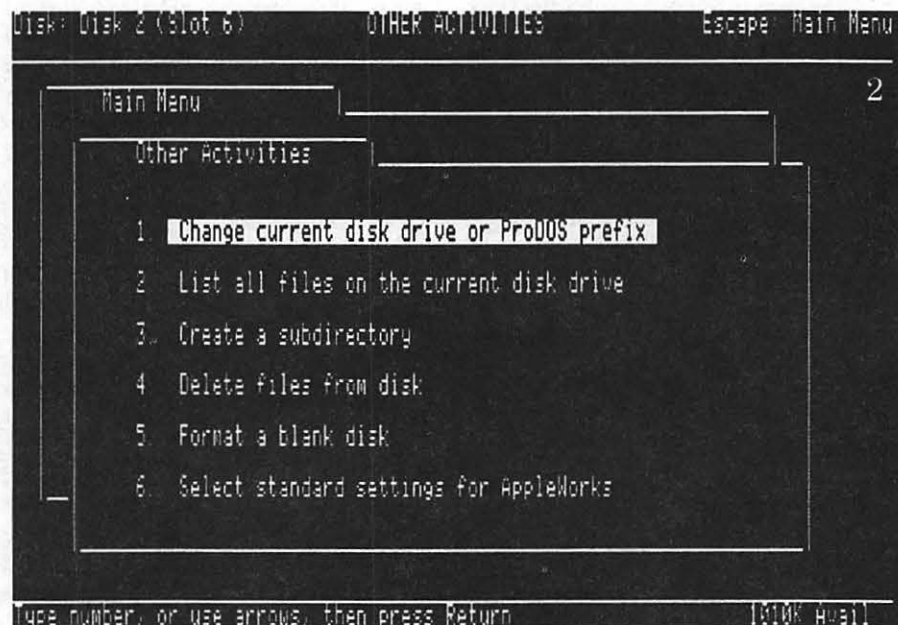 Disk: Disk 2 (Slot 6) OTHER ACTIVITIES Escape: Main Menu
2
Main Menu
Other Activities
1. Change current disk drive or ProDOS prefix
2. List all files on the current disk drive
3. Create a subdirectory
4. Delete files from disk
5. Format a blank disk
6. Select standard settings for AppleWorks
Type number, or use arrows, then press Return 1010K Avail